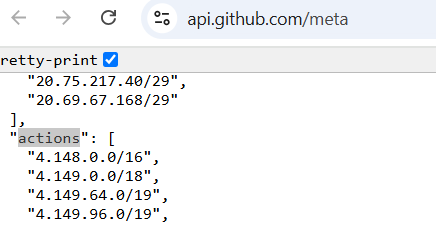 api.github.com/meta
retty-print
"20.75.217.40/29",
"20.69.67.168/29"
],
"actions": [
"4.148.0.0/16",
"4.149.0.0/18",
"4.149.64.0/19",
"4.149.96.0/19",